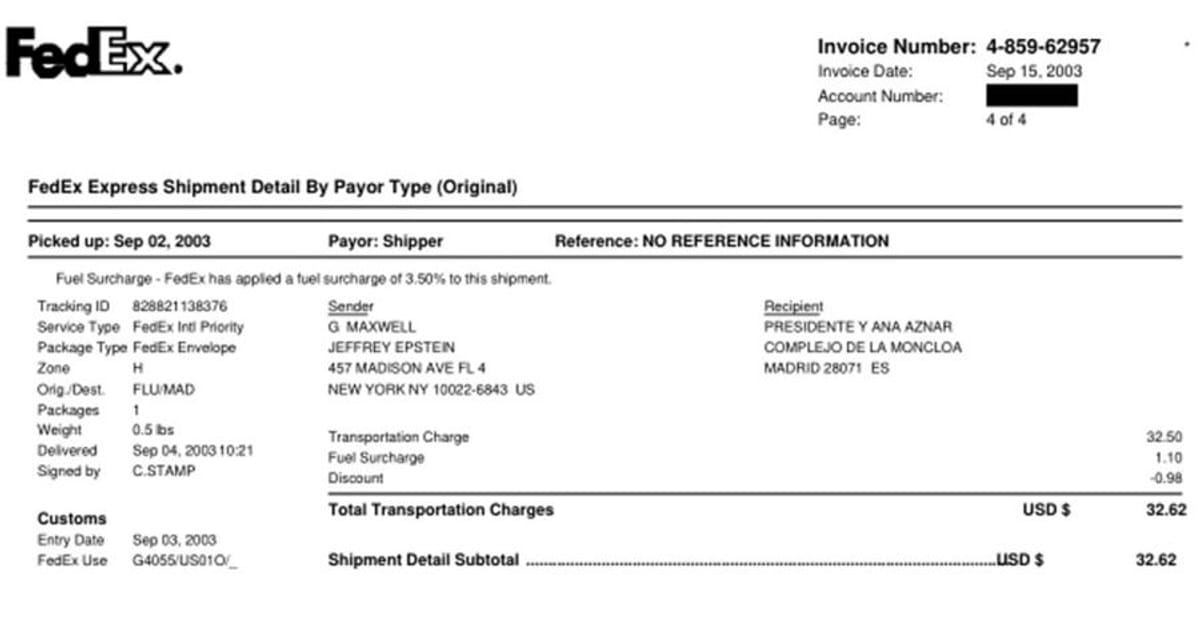 FedEx.
Invoice Number: 4-859-62957
Invoice Date: Sep 15, 2003
Account Number:
Page: 4 of 4
FedEx Express Shipment Detail By Payor Type (Original)
Picked up: Sep 02, 2003 Payor: Shipper Reference: NO REFERENCE INFORMATION
Fuel Surcharge - FedEx has applied a fuel surcharge of 3.50% to this shipment.
Tracking ID 828821138376 Sender Recipient
Service Type FedEx Intl Priority G MAXWELL PRESIDENTE Y ANA AZNAR
Package Type FedEx Envelope JEFFREY EPSTEIN COMPLEJO DE LA MONCLOA
Zone H 457 MADISON AVE FL 4 MADRID 28071 ES
Orig./Dest. FLU/MAD NEW YORK NY 10022-6843 US
Packages 1
Weight 0.5 lbs Transportation Charge 32.50
Delivered Sep 04, 2003 10:21 Fuel Surcharge 1.10
Signed by C.STAMP Discount -0.98
Total Transportation Charges USD $ 32.62
Customs
Entry Date Sep 03, 2003
FedEx Use G4055/US01O/_ Shipment Detail Subtotal USD $ 32.62